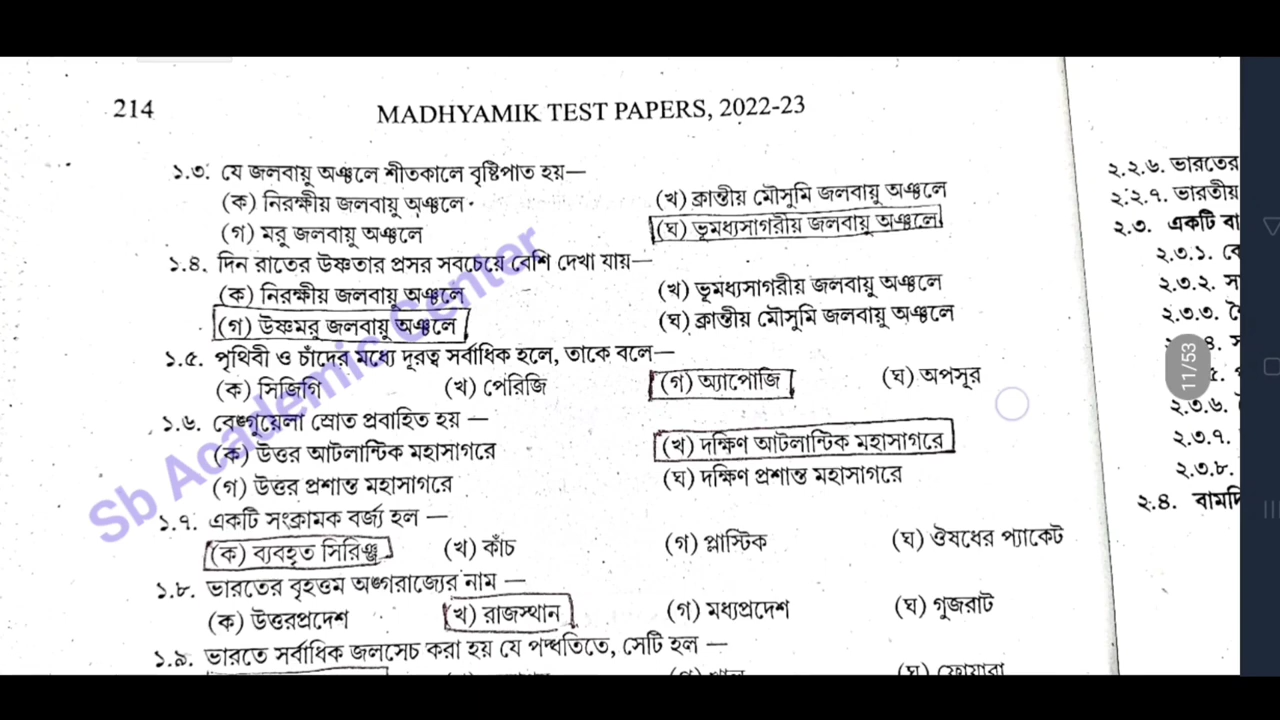 214
MADHYAMIK TEST PAPERS, 2022-23
১.৩. যে জলবায়ু অঞ্চলে শীতকালে বৃষ্টিপাত হয়—
(ক) নিরক্ষীয় জলবায়ু অঞ্চলে (খ) ক্রান্তীয় মৌসুমি জলবায়ু অঞ্চলে
(গ) মরু জলবায়ু অঞ্চলে (ঘ) ভূমধ্যসাগরীয় জলবায়ু অঞ্চলে
১.৪. দিন রাতের উষ্ণতার প্রসর সবচেয়ে বেশি দেখা যায়—
(ক) নিরক্ষীয় জলবায়ু অঞ্চলে (খ) ভূমধ্যসাগরীয় জলবায়ু অঞ্চলে
(গ) উষ্ণমরু জলবায়ু অঞ্চলে (ঘ) ক্রান্তীয় মৌসুমি জলবায়ু অঞ্চলে
১.৫. পৃথিবী ও চাঁদের মধ্যে দূরত্ব সর্বাধিক হলে, তাকে বলে—
(ক) সিজিগি (খ) পেরিজি (গ) অ্যাপোজি (ঘ) অপসূর
১.৬. বেঙ্গুয়েলা স্রোত প্রবাহিত হয় —
(ক) উত্তর আটলান্টিক মহাসাগরে (খ) দক্ষিণ আটলান্টিক মহাসাগরে
(গ) উত্তর প্রশান্ত মহাসাগরে (ঘ) দক্ষিণ প্রশান্ত মহাসাগরে
১.৭. একটি সংক্রামক বর্জ্য হল —
(ক) ব্যবহৃত সিরিঞ্জ (খ) কাঁচ (গ) প্লাস্টিক (ঘ) ঔষধের প্যাকেট
১.৮. ভারতের বৃহত্তম অঙ্গরাজ্যের নাম —
(ক) উত্তরপ্রদেশ (খ) রাজস্থান (গ) মধ্যপ্রদেশ (ঘ) গুজরাট
১.৯. ভারতে সর্বাধিক জলসেচ করা হয় যে পদ্ধতিতে, সেটি হল —
(ঘ) ফোয়ারা
২.২.৬. ভারতের
২.২.৭. ভারতীয়
২.৩. একটি বা
২.৩.১.
২.৩.২. স
২.৩.৩.
২.৩.৬.
২.৩.৭.
২.৩.৮.
২.৪. বামদি
11/53
Sb Academic Center